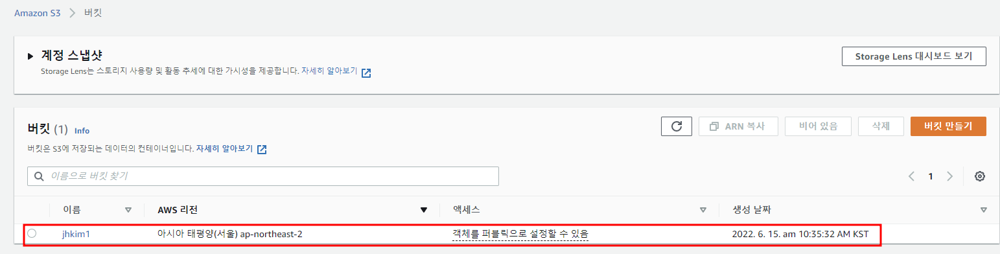 Amazon S3 > 버킷
계정 스냅샷
Storage Lens 대시보드 보기
Storage Lens는 스토리지 사용량 및 활동 추세에 대한 가시성을 제공합니다. 자세히 알아보기
버킷 (1) Info
ARN 복사 비어 있음 삭제 버킷 만들기
버킷은 S3에 저장되는 데이터의 컨테이너입니다. 자세히 알아보기
이름으로 버킷 찾기
1
이름 AWS 리전 액세스 생성 날짜
jhkim1 아시아 태평양(서울) ap-northeast-2 객체를 퍼블릭으로 설정할 수 있음 2022. 6. 15. am 10:35:32 AM KST